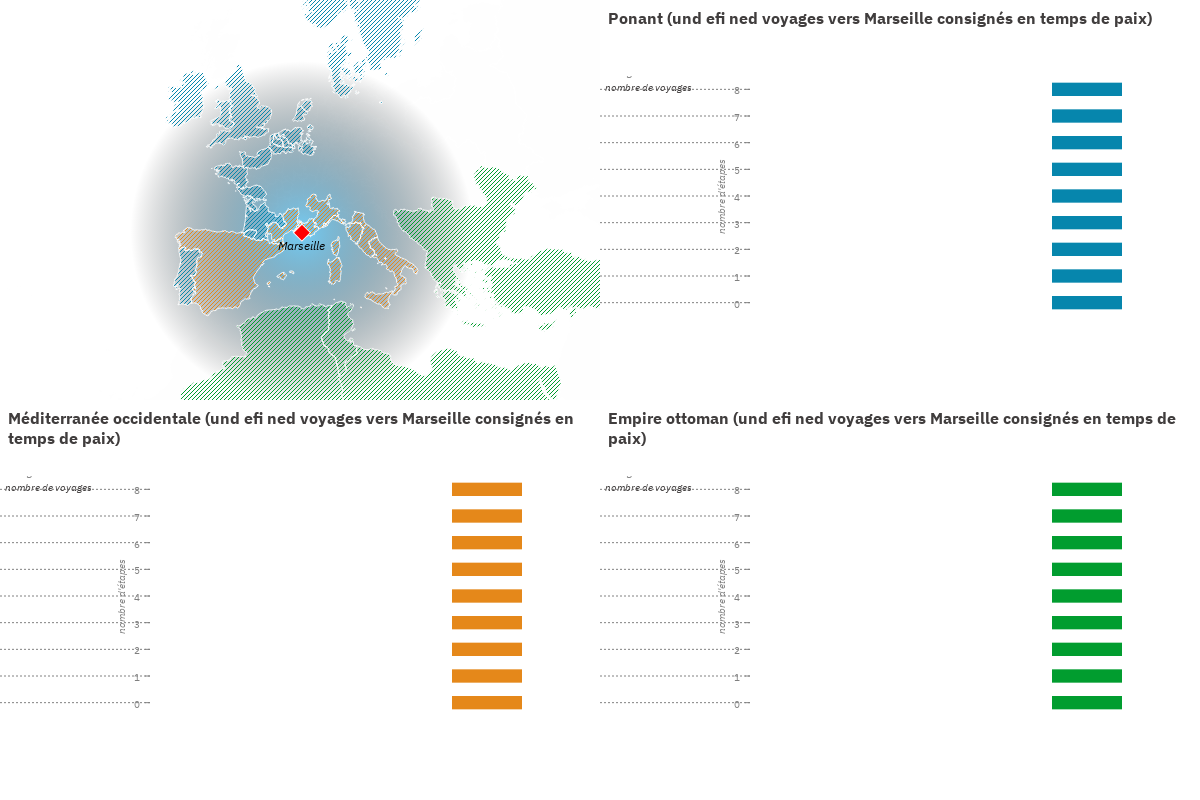 Marseille
Ponant (und efi ned voyages vers Marseille consignés en temps de paix)
nombre de voyages
8
7
6
5
4
3
2
1
0
nombre d'étapes
Méditerranée occidentale (und efi ned voyages vers Marseille consignés en
temps de paix)
nombre de voyages
8
7
6
5
4
3
2
1
0
nombre d'étapes
Empire ottoman (und efi ned voyages vers Marseille consignés en temps de
paix)
nombre de voyages
8
7
6
5
4
3
2
1
0
nombre d'étapes